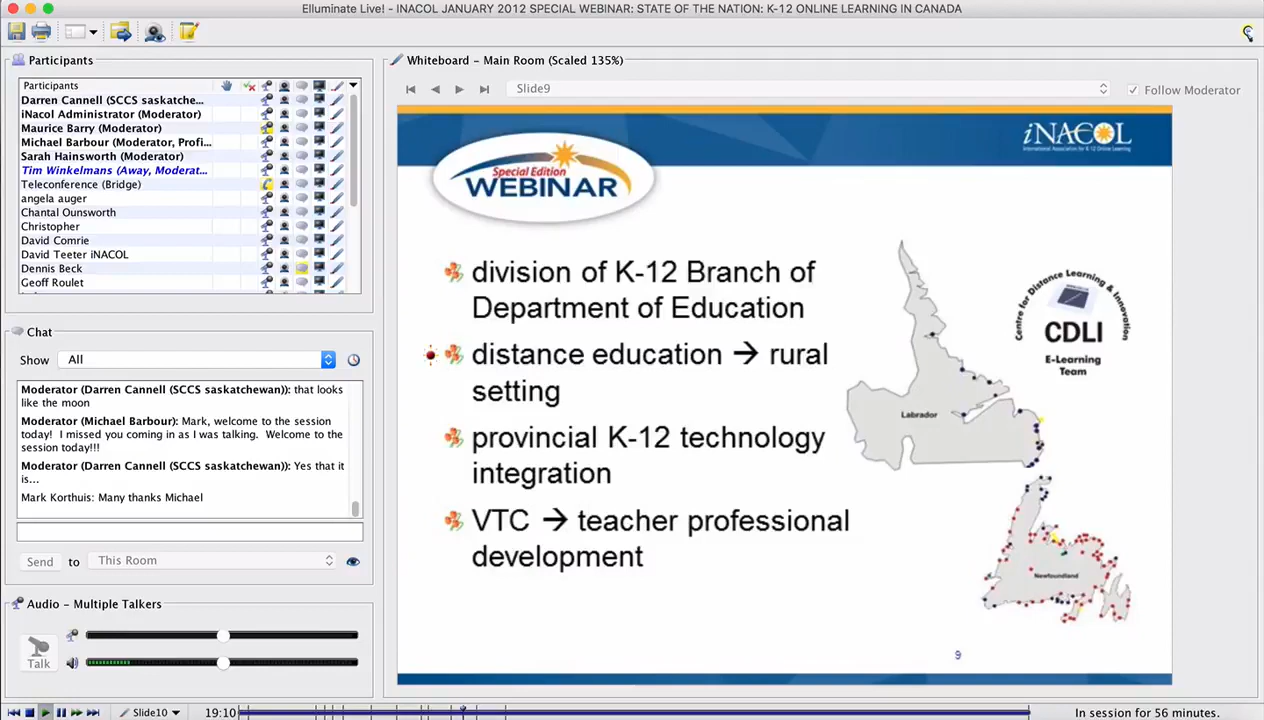 Elluminate Live! - INACOL JANUARY 2012 SPECIAL WEBINAR: STATE OF THE NATION: K-12 ONLINE LEARNING IN CANADA
Participants
Participants
Darren Cannell (SCCS saskatche...
iNacol Administrator (Moderator)
Maurice Barry (Moderator)
Michael Barbour (Moderator, Profi...
Sarah Hainsworth (Moderator)
Tim Winkelmans (Away, Moderat...
Teleconference (Bridge)
angela auger
Chantal Ounsworth
Christopher
David Comrie
David Teeter iNACOL
Dennis Beck
Geoff Roulet
Chat
Show All
Moderator (Darren Cannell (SCCS saskatchewan)): that looks
like the moon
Moderator (Michael Barbour): Mark, welcome to the session
today! I missed you coming in as I was talking. Welcome to the
session today!!!
Moderator (Darren Cannell (SCCS saskatchewan)): Yes that it
is...
Mark Korthuis: Many thanks Michael
Send to This Room
Audio - Multiple Talkers
Talk
Whiteboard - Main Room (Scaled 135%)
Slide9
Follow Moderator
Special Edition
WEBINAR
iNACOL
International Association for K-12 Online Learning
division of K-12 Branch of
Department of Education
distance education → rural
setting
provincial K-12 technology
integration
VTC → teacher professional
development
Centre for Distance Learning & Innovation
CDLI
E-Learning
Team
Labrador
Newfoundland
9
Slide10
19:10
In session for 56 minutes.